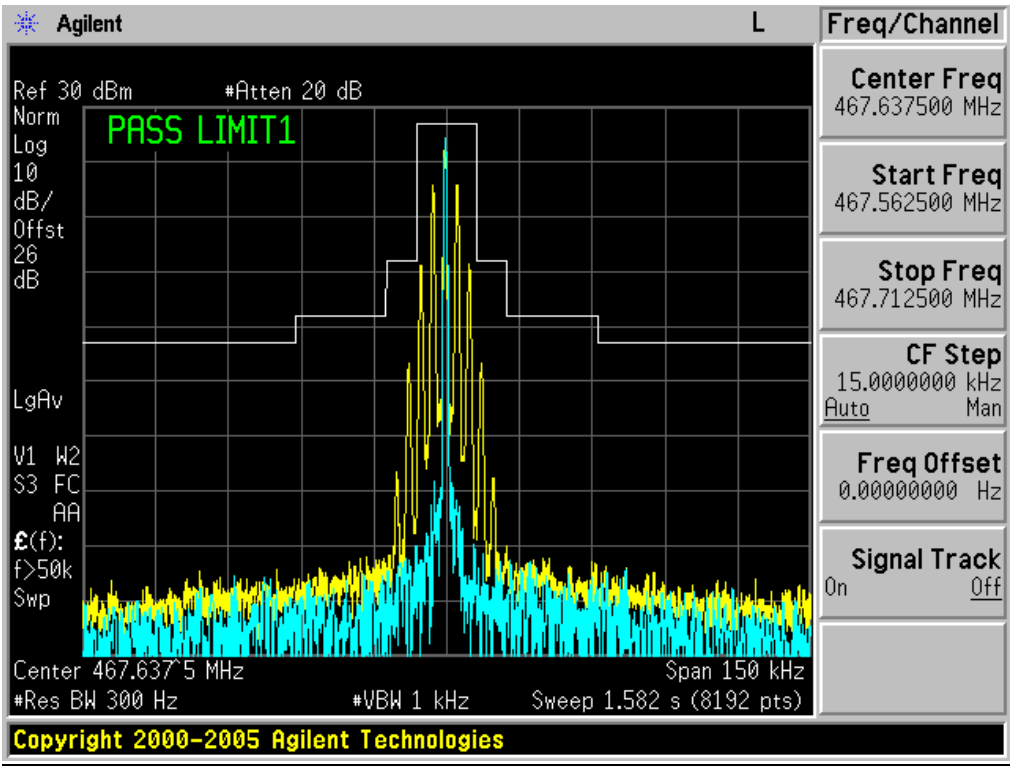 Agilent
L
Freq/Channel
Ref 30 dBm
#Atten 20 dB
Norm
Log
10
dB/
Offst
26
dB
PASS LIMIT1
LgAv
V1 W2
S3 FC
AA
£(f):
f>50k
Swp
Center 467.637^5 MHz
Span 150 kHz
#Res BW 300 Hz
#VBW 1 kHz
Sweep 1.582 s (8192 pts)
Copyright 2000-2005 Agilent Technologies
Center Freq
467.637500 MHz
Start Freq
467.562500 MHz
Stop Freq
467.712500 MHz
CF Step
15.0000000 kHz
Auto Man
Freq Offset
0.00000000 Hz
Signal Track
On Off